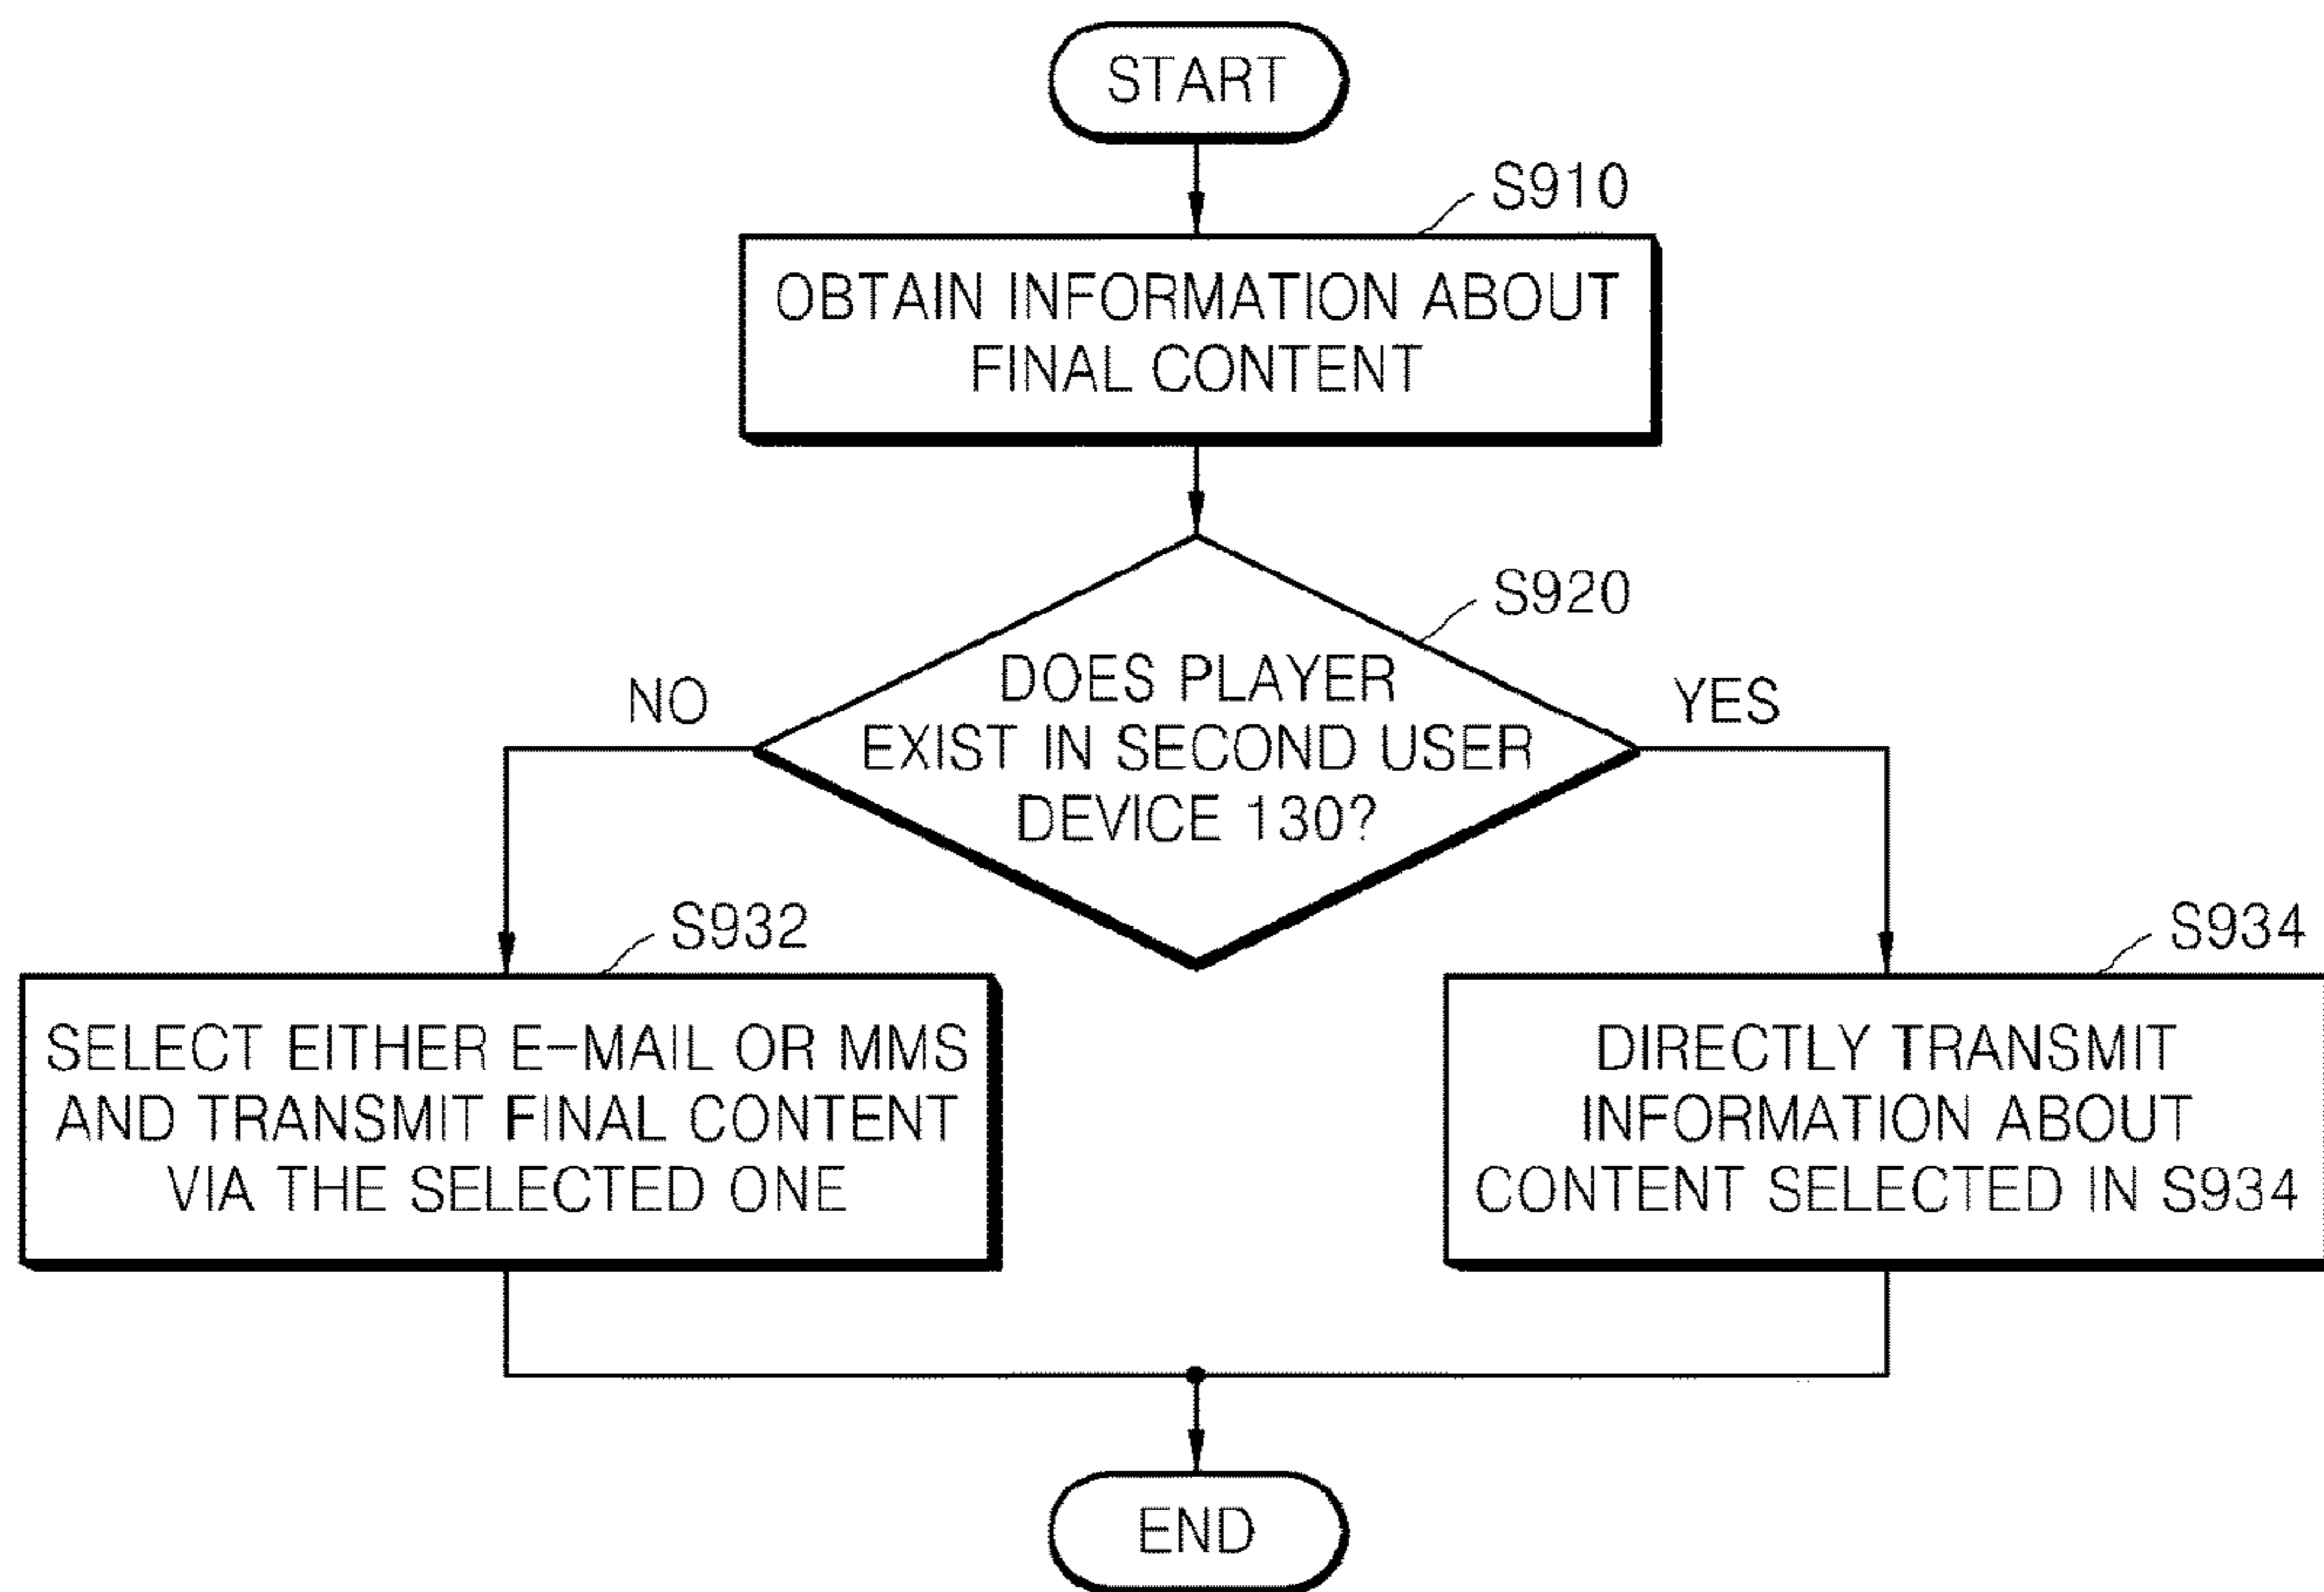 START
S910
OBTAIN INFORMATION ABOUT
FINAL CONTENT
S920
DOES PLAYER
EXIST IN SECOND USER
DEVICE 130?
NO
YES
S932
SELECT EITHER E-MAIL OR MMS
AND TRANSMIT FINAL CONTENT
VIA THE SELECTED ONE
S934
DIRECTLY TRANSMIT
INFORMATION ABOUT
CONTENT SELECTED IN S934
END